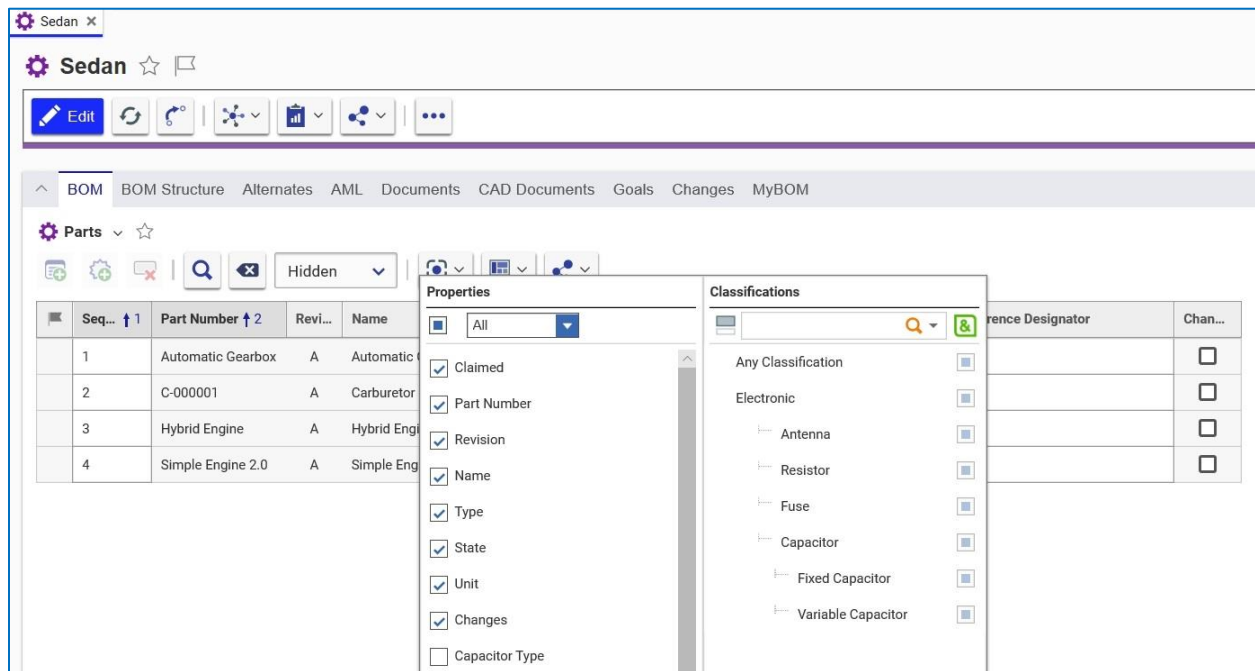 Sedan
Sedan
Edit
BOM BOM Structure Alternates AML Documents CAD Documents Goals Changes MyBOM
Parts
Hidden
Seq... 1 Part Number 2 Revi... Name rence Designator Chan...
1 Automatic Gearbox A Automatic
2 C-000001 A Carburetor
3 Hybrid Engine A Hybrid Engi
4 Simple Engine 2.0 A Simple Eng
Properties
All
Claimed
Part Number
Revision
Name
Type
State
Unit
Changes
Capacitor Type
Classifications
&
Any Classification
Electronic
Antenna
Resistor
Fuse
Capacitor
Fixed Capacitor
Variable Capacitor